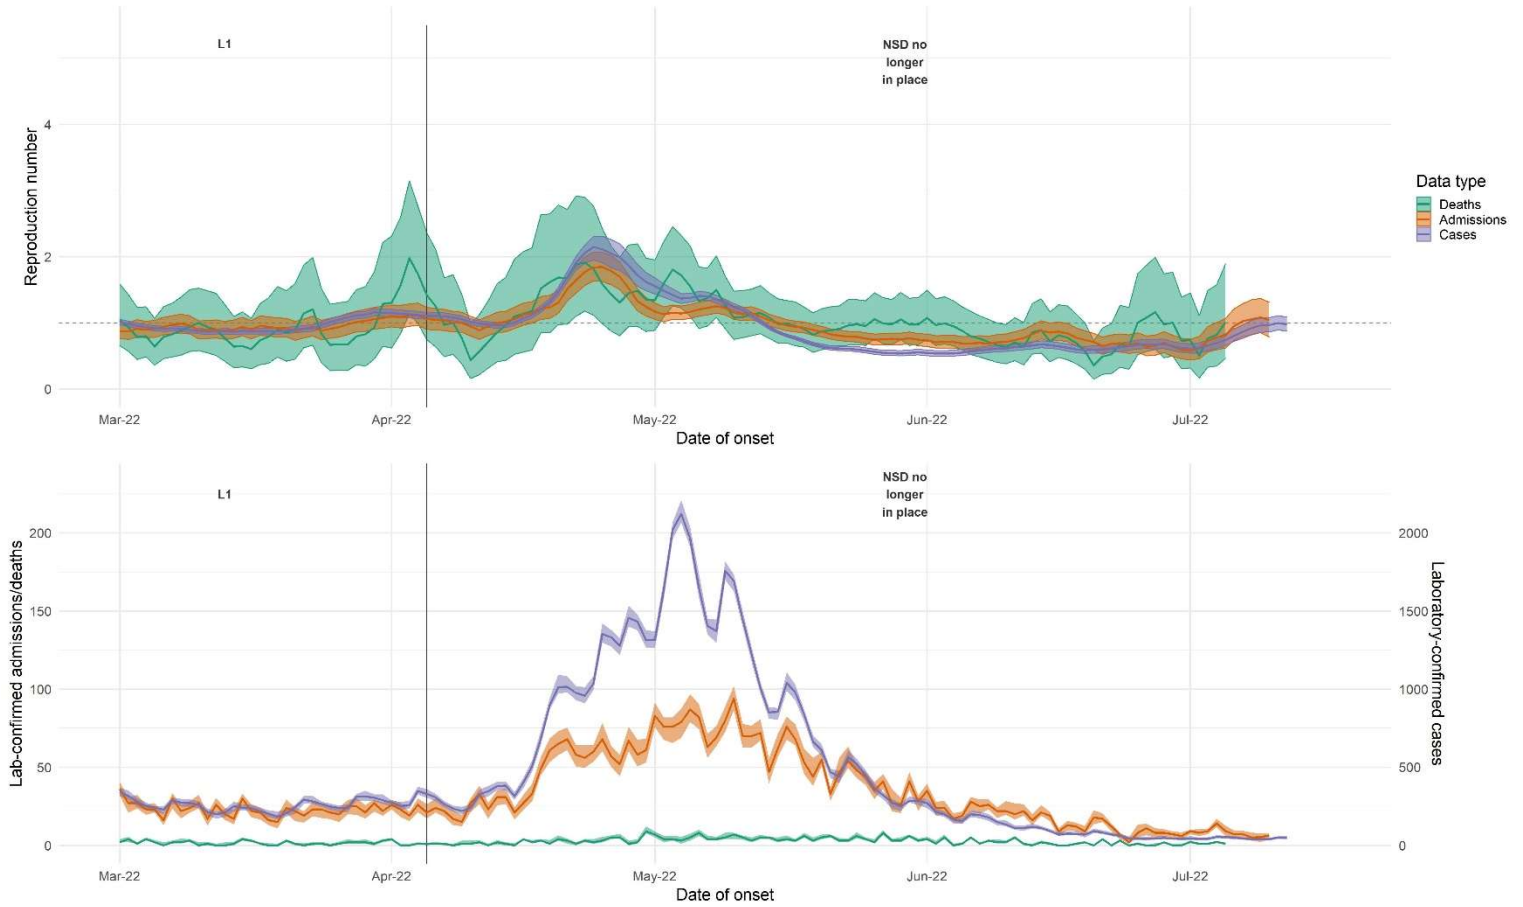 L1
NSD no
longer
in place
4
2
1
0
Reproduction number
Mar-22
Apr-22
May-22
Jun-22
Jul-22
Date of onset
Data type
Deaths
Admissions
Cases
L1
NSD no
longer
in place
200
150
100
50
0
Lab-confirmed admissions/deaths
2000
1500
1000
500
0
Laboratory-confirmed cases
Mar-22
Apr-22
May-22
Jun-22
Jul-22
Date of onset